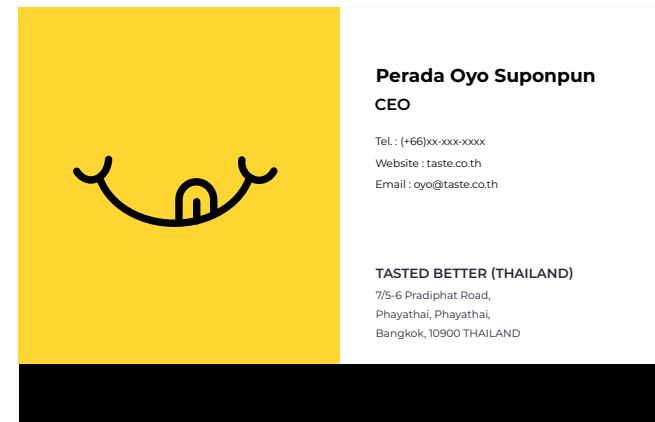 Perada Oyo Suponpun
CEO
Tel. : (+66)xx-xxx-xxxx
Website : taste.co.th
Email : oyo@taste.co.th
TASTED BETTER (THAILAND)
7/5-6 Pradiphat Road,
Phayathai, Phayathai,
Bangkok, 10900 THAILAND